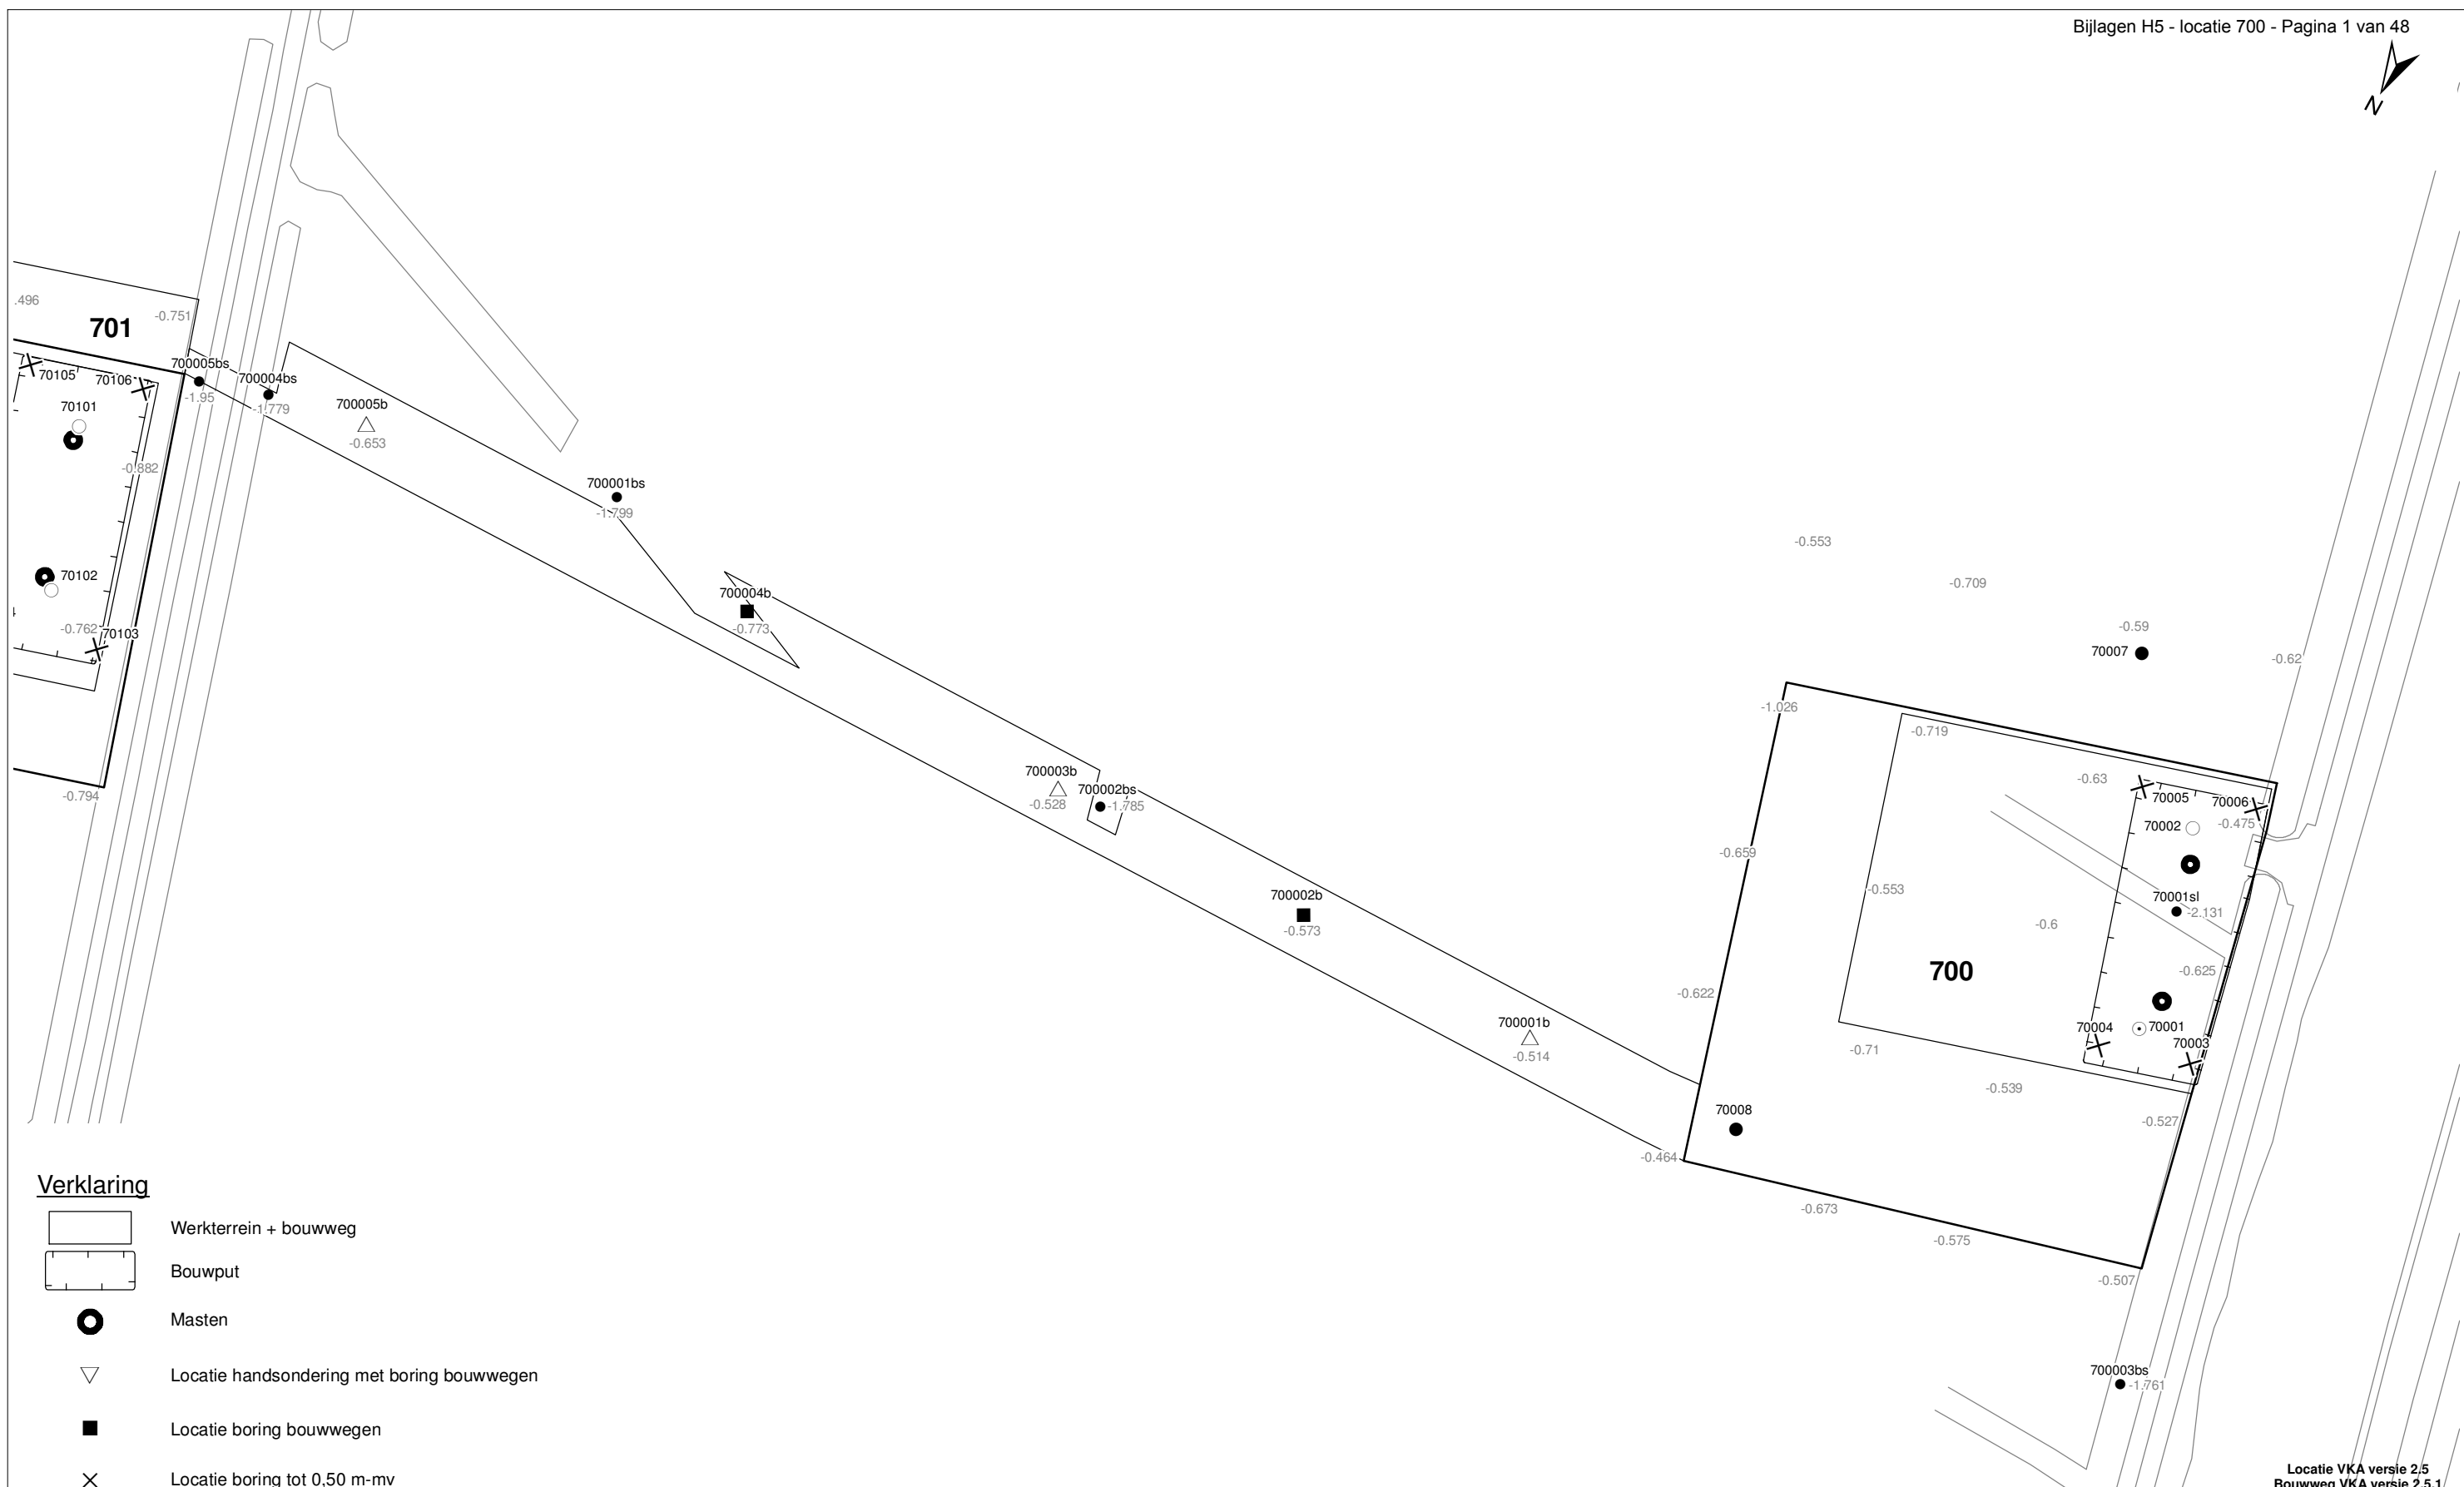 Bijlagen H5 - locatie 700 - Pagina 1 van 48
N
.496
-0.751
701
700005bs
700004bs
70105
70106
-1.95
-1.779
700005b
-0.653
70101
-0.882
700001bs
-1.799
-0.553
-0.709
70102
700004b
-0.773
-0.762
70103
-0.59
70007
-0.62
-1.026
-0.719
-0.794
700003b
-0.528
700002bs
-1.785
-0.63
70005
70006
70002
-0.475
-0.659
700002b
-0.573
-0.553
70001sl
-2.131
-0.6
700
-0.625
-0.622
700001b
-0.514
70004
70001
70003
-0.71
-0.539
70008
-0.527
-0.464
-0.673
-0.575
-0.507
700003bs
-1.761
Verklaring
Werkterrein + bouwweg
Bouwput
Masten
Locatie handsondering met boring bouwwegen
Locatie boring bouwwegen
Locatie boring tot 0,50 m-mv
Locatie VKA versie 2.5
Bouwweg VKA versie 2.5.1